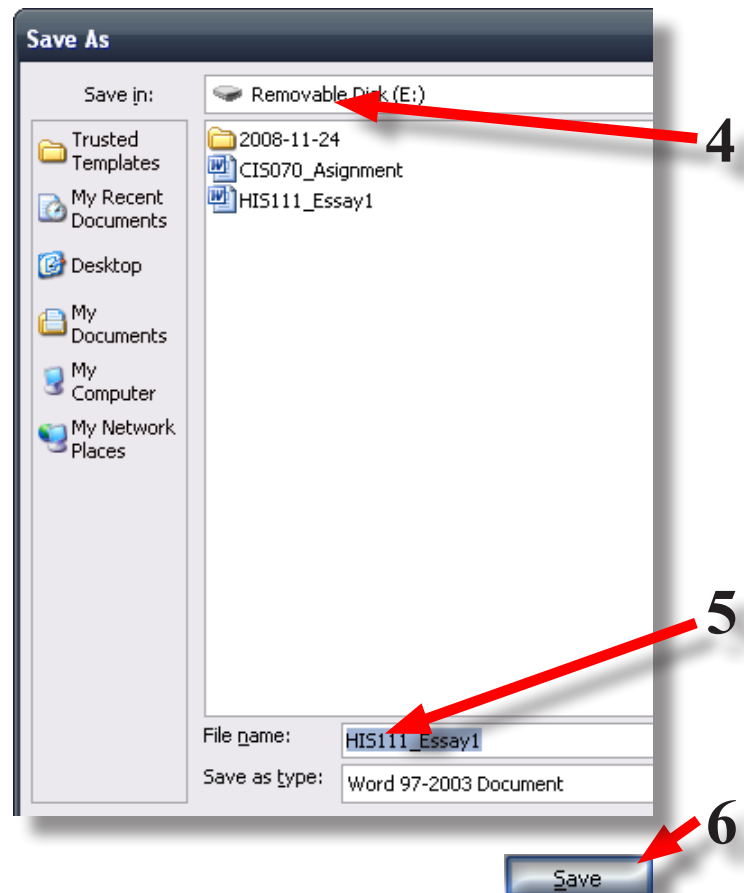 Save As
Save in:
Removable Disk (E:)
4
Trusted
Templates
My Recent
Documents
Desktop
My
Documents
My
Computer
My Network
Places
2008-11-24
CIS070_Asignment
HIS111_Essay1
5
File name:
HIS111_Essay1
Save as type:
Word 97-2003 Document
6
Save